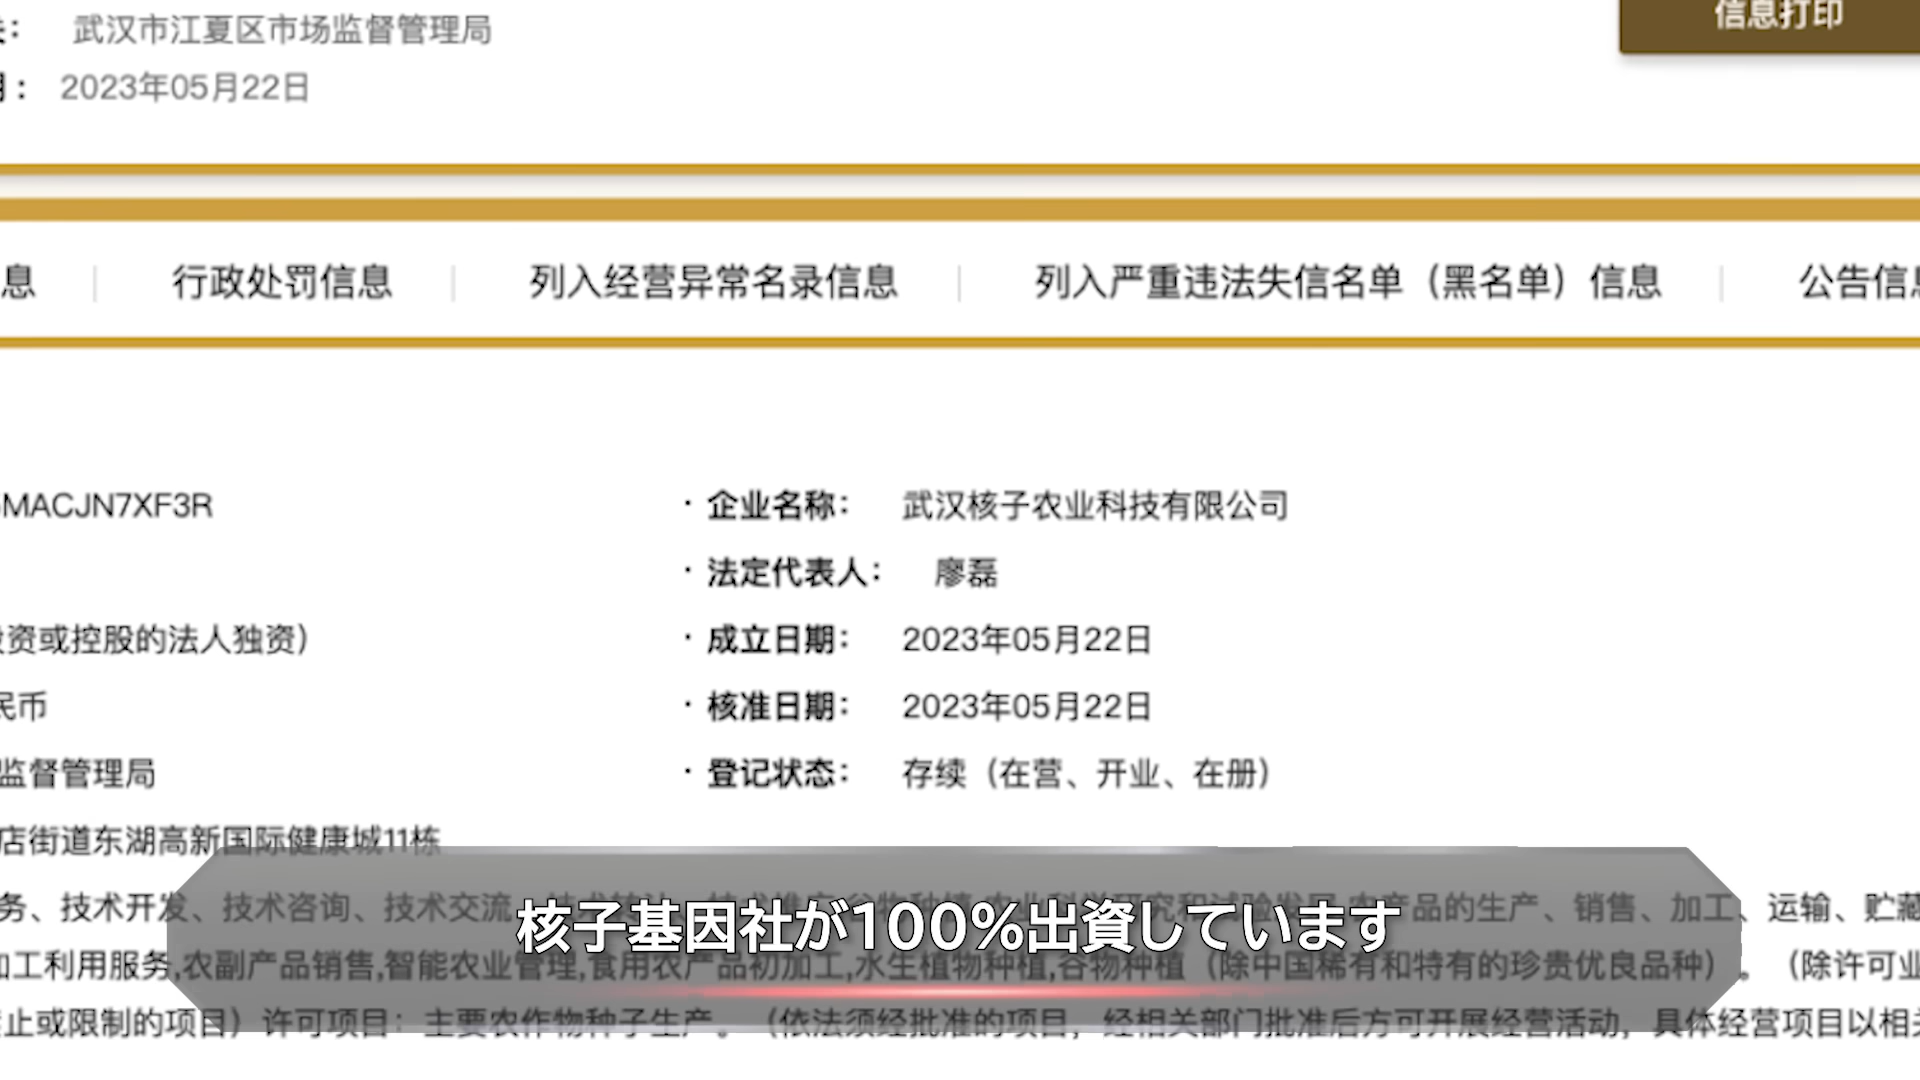 武汉市江夏区市场监督管理局
信息打印
2023年05月22日
息
行政处罚信息
列入经营异常名录信息
列入严重违法失信名单（黑名单）信息
公告信息
MACJN7XF3R
· 企业名称： 武汉核子农业科技有限公司
· 法定代表人： 廖磊
资或控股的法人独资）
· 成立日期： 2023年05月22日
民币
· 核准日期： 2023年05月22日
监督管理局
· 登记状态： 存续（在营、开业、在册）
店街道东湖高新国际健康城11栋
务、技术开发、技术咨询、技术交流、农产品的生产、销售、加工、运输、贮藏
核子基因社が100%出資しています
加工利用服务,农副产品销售,智能农业管理,食用农产品初加工,水生植物种植,谷物种植（除中国稀有和特有的珍贵优良品种）。（除许可业
止或限制的项目）许可项目：主要农作物种子生产。（依法须经批准的项目，经相关部门批准后方可开展经营活动，具体经营项目以相关